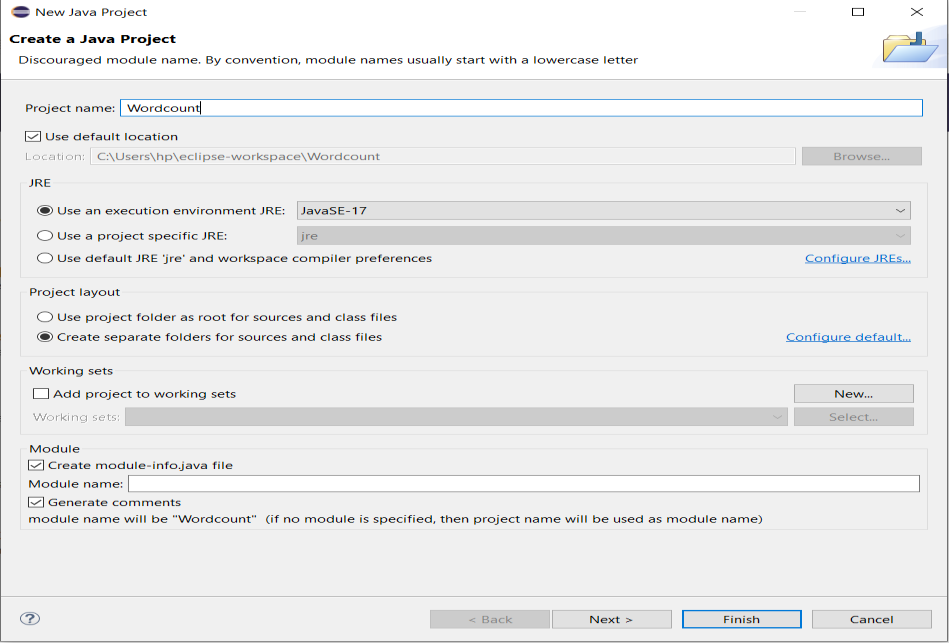 New Java Project
Create a Java Project
Discouraged module name. By convention, module names usually start with a lowercase letter
Project name: Wordcount
Use default location
Location: C:\Users\hp\eclipse-workspace\Wordcount Browse...
JRE
Use an execution environment JRE: JavaSE-17
Use a project specific JRE: jre
Use default JRE 'jre' and workspace compiler preferences Configure JREs...
Project layout
Use project folder as root for sources and class files
Create separate folders for sources and class files Configure default...
Working sets
Add project to working sets New...
Working sets: Select...
Module
Create module-info.java file
Module name:
Generate comments
module name will be "Wordcount" (if no module is specified, then project name will be used as module name)
? < Back Next > Finish Cancel